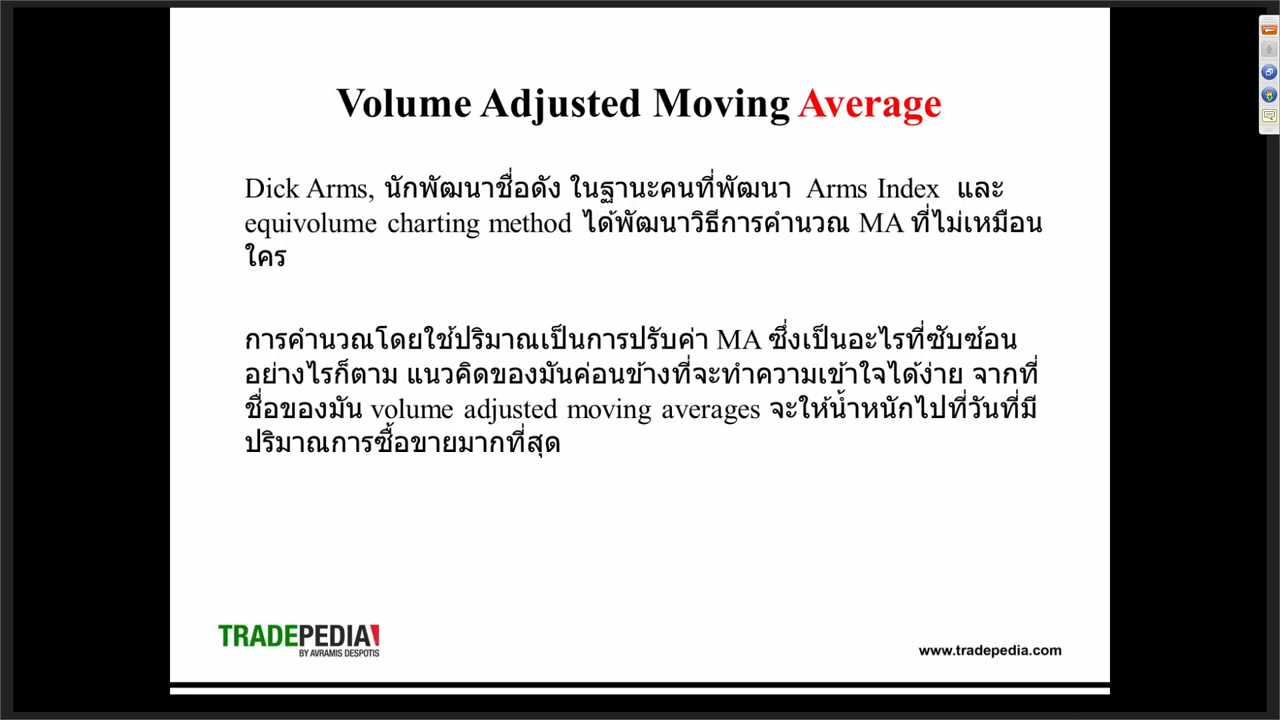 Volume Adjusted Moving Average
Dick Arms, นักพัฒนาชื่อดัง ในฐานะคนที่พัฒนา Arms Index และ
equivolume charting method ได้พัฒนาวิธีการคำนวณ MA ที่ไม่เหมือน
ใคร
การคำนวณโดยใช้ปริมาณเป็นการปรับค่า MA ซึ่งเป็นอะไรที่ซับซ้อน
อย่างไรก็ตาม แนวคิดของมันค่อนข้างที่จะทำความเข้าใจได้ง่าย จากที่
ชื่อของมัน volume adjusted moving averages จะให้น้ำหนักไปที่วันที่มี
ปริมาณการซื้อขายมากที่สุด
TRADEPEDIA
BY AVRAMIS DESPOTIS
www.tradepedia.com